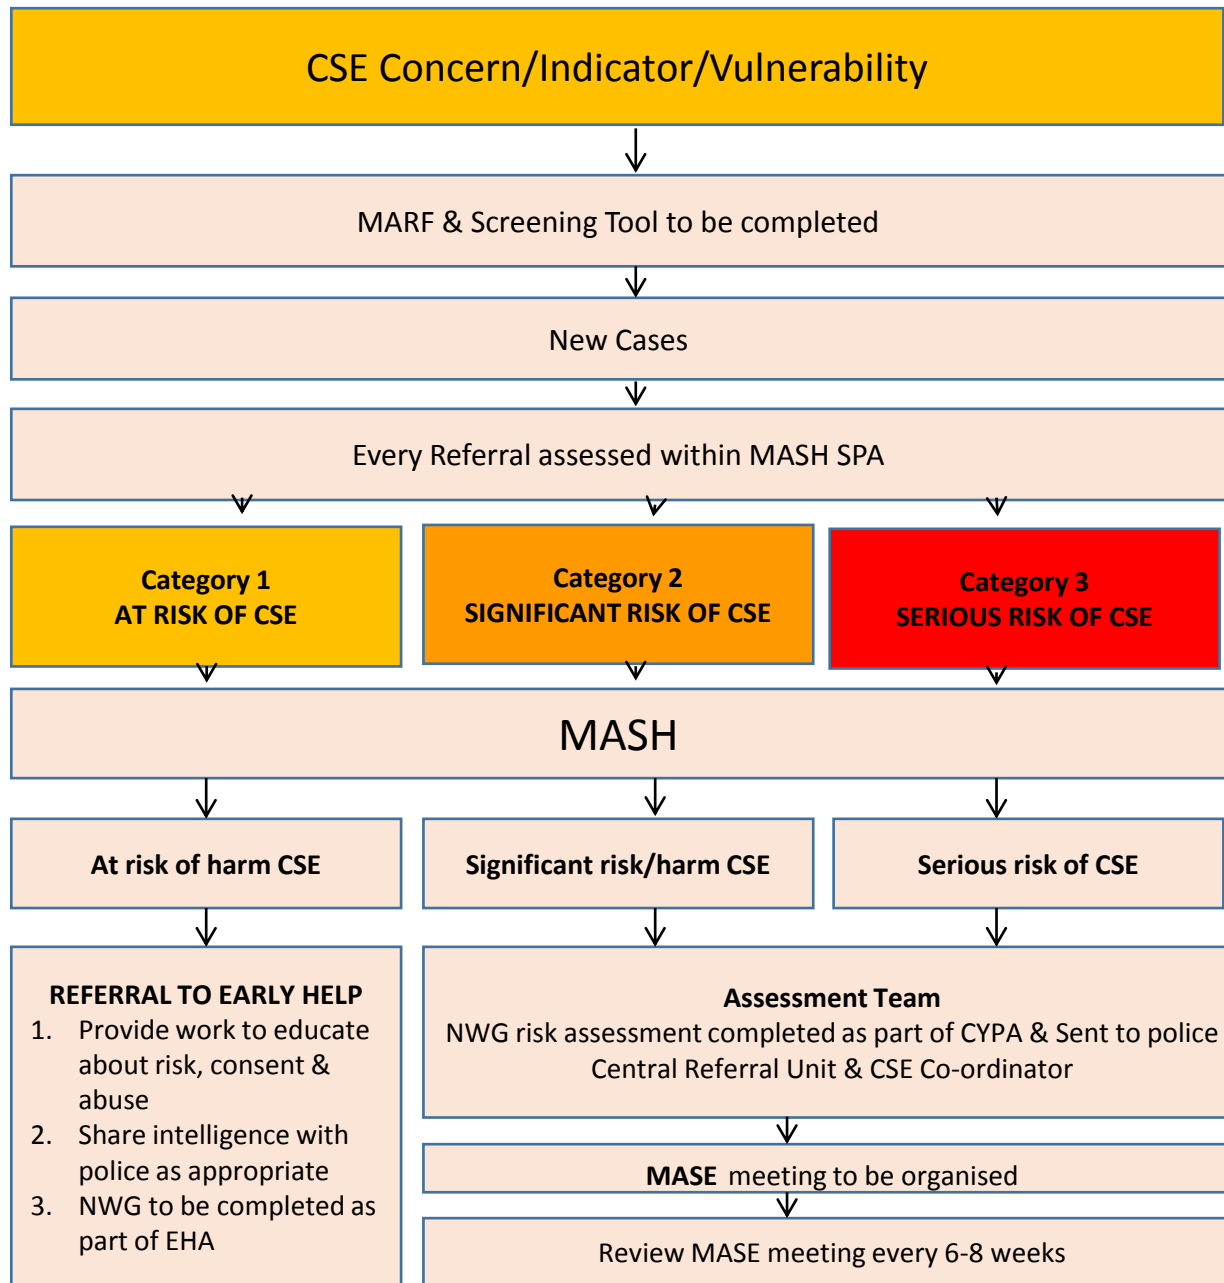 CSE Concern/Indicator/Vulnerability
MARF & Screening Tool to be completed
New Cases
Every Referral assessed within MASH SPA
Category 1
AT RISK OF CSE
Category 2
SIGNIFICANT RISK OF CSE
Category 3
SERIOUS RISK OF CSE
MASH
At risk of harm CSE
Significant risk/harm CSE
Serious risk of CSE
REFERRAL TO EARLY HELP
1. Provide work to educate
about risk, consent &
abuse
2. Share intelligence with
police as appropriate
3. NWG to be completed as
part of EHA
Assessment Team
NWG risk assessment completed as part of CYPA & Sent to police
Central Referral Unit & CSE Co-ordinator
MASE meeting to be organised
Review MASE meeting every 6-8 weeks